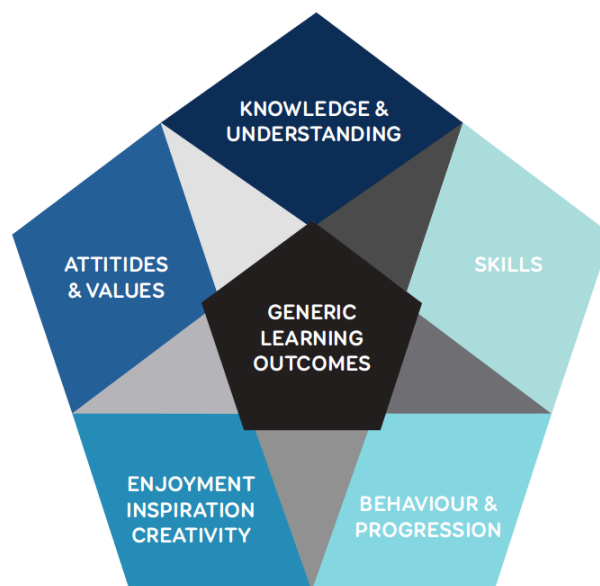 KNOWLEDGE &
UNDERSTANDING
ATTITIDES
& VALUES
SKILLS
GENERIC
LEARNING
OUTCOMES
ENJOYMENT
INSPIRATION
CREATIVITY
BEHAVIOUR &
PROGRESSION